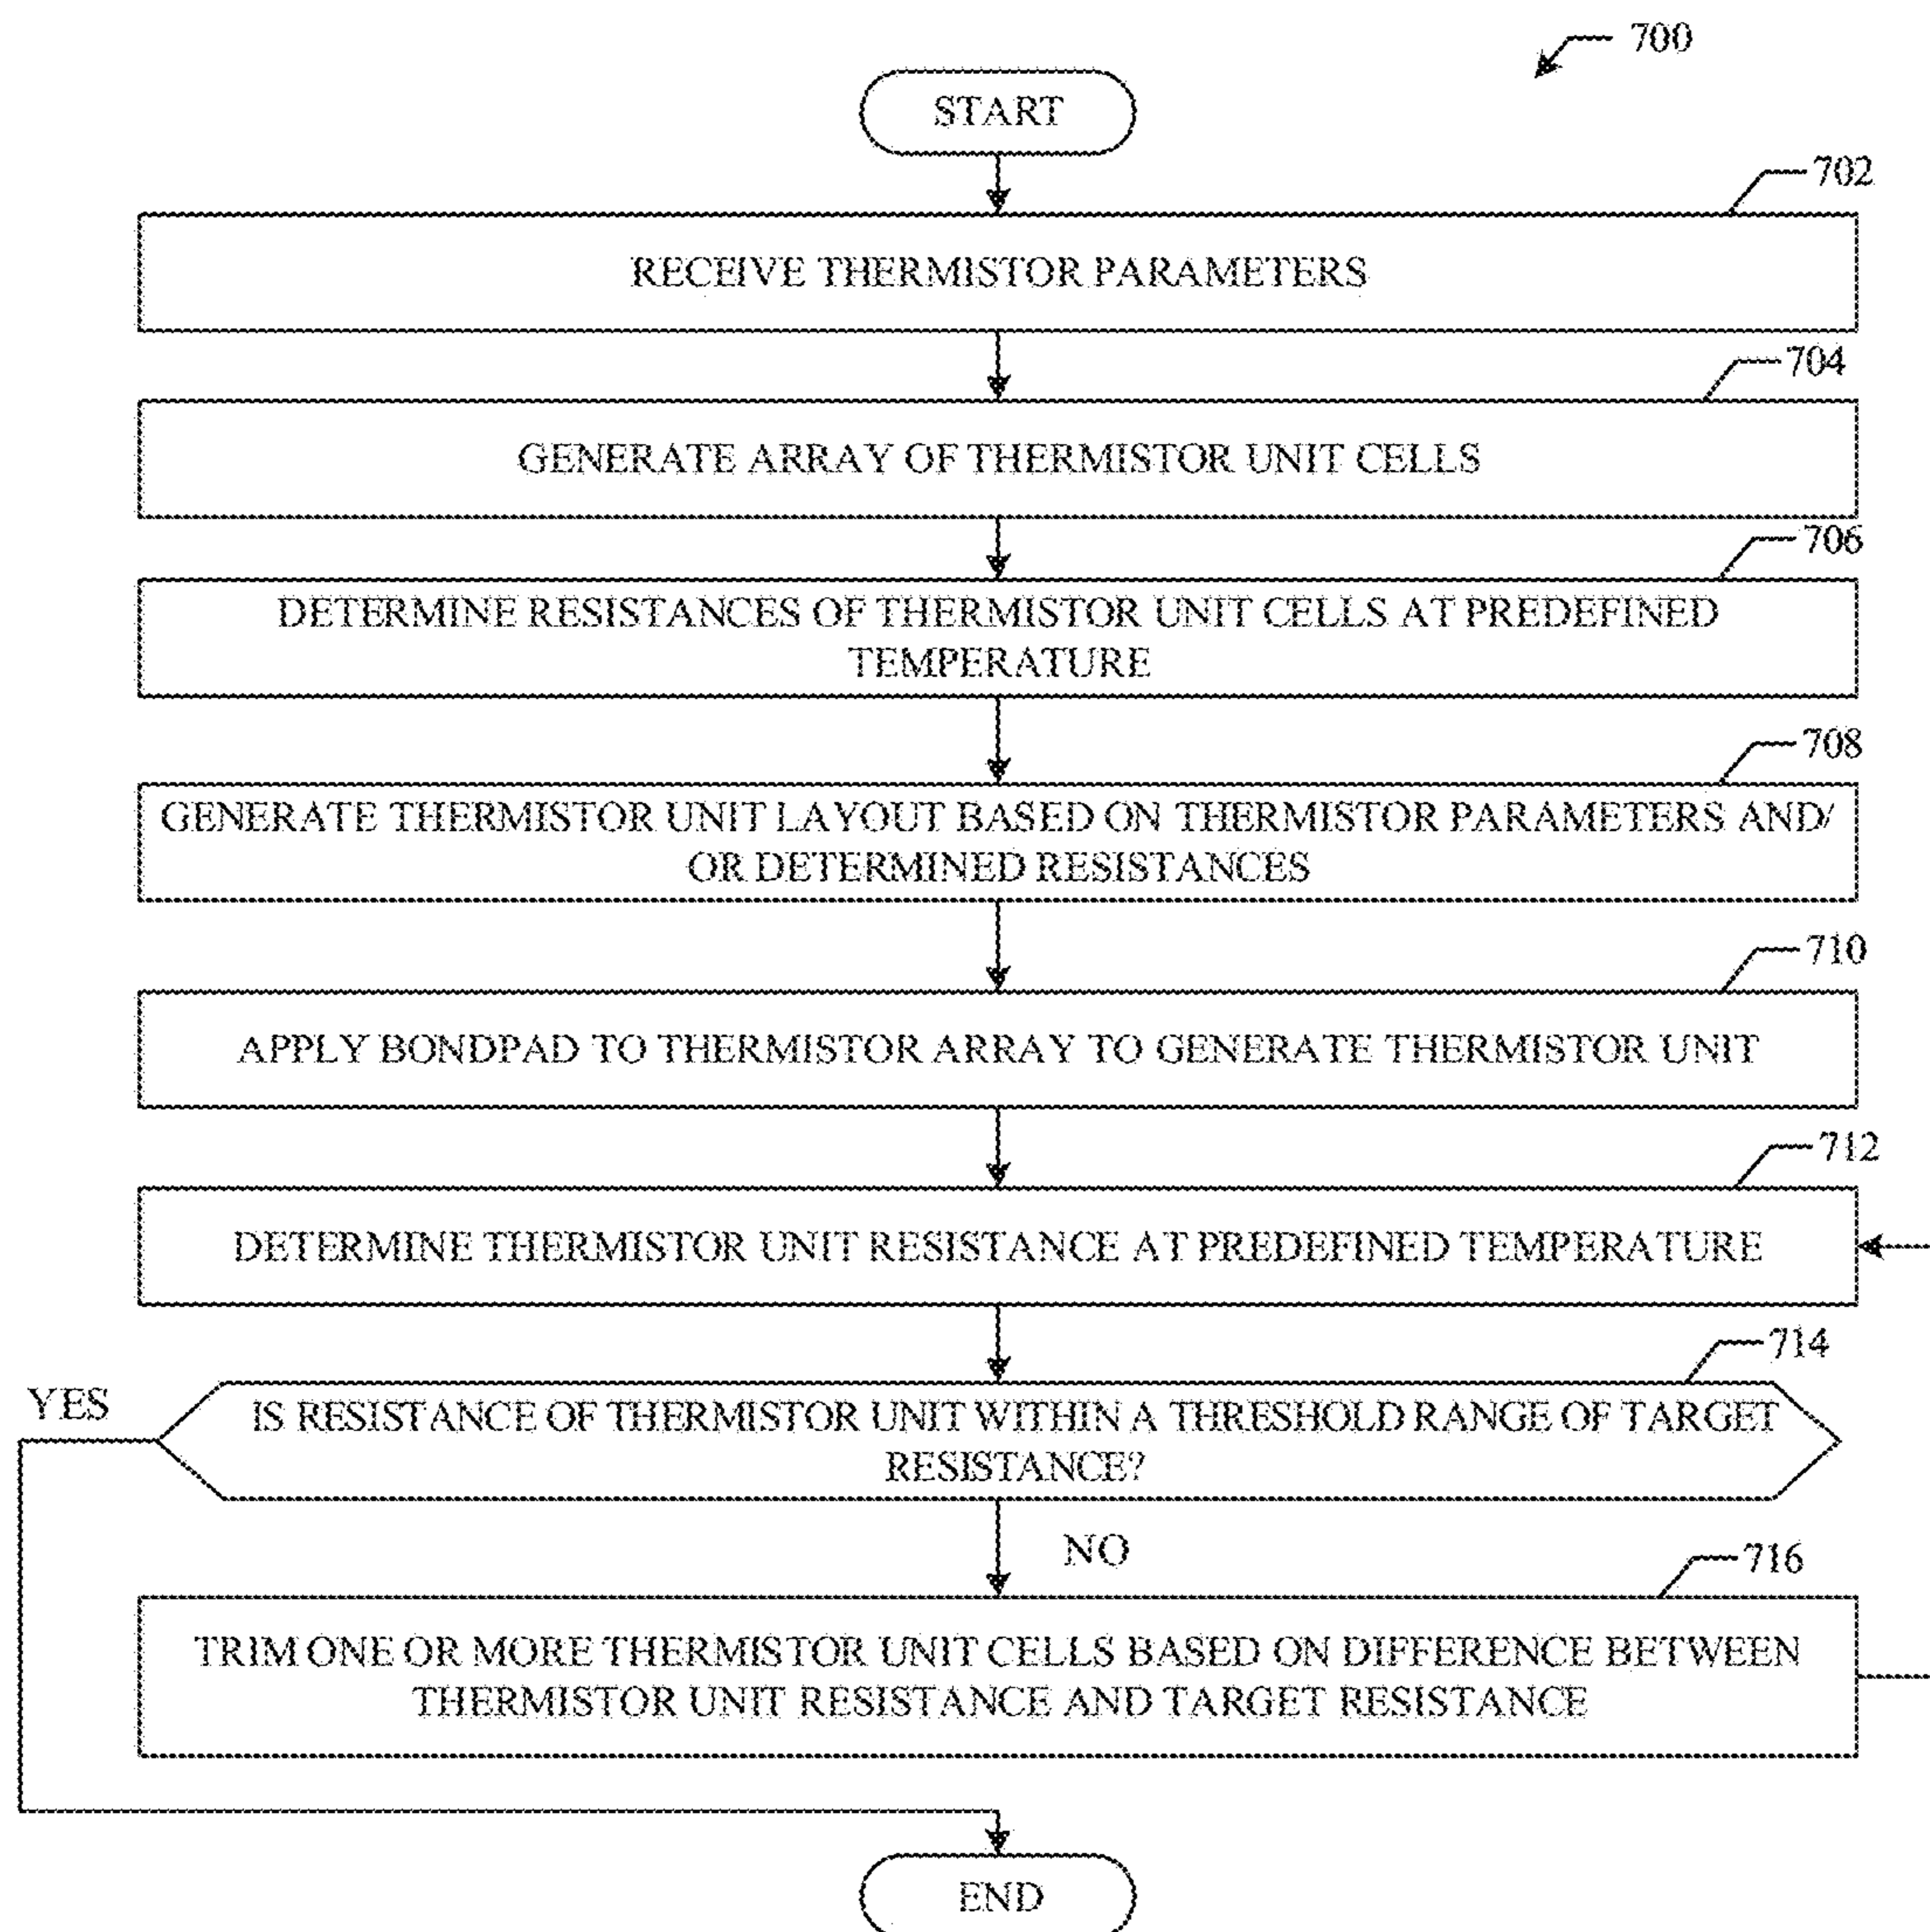 700
START
702
RECEIVE THERMISTOR PARAMETERS
704
GENERATE ARRAY OF THERMISTOR UNIT CELLS
706
DETERMINE RESISTANCES OF THERMISTOR UNIT CELLS AT PREDEFINED
TEMPERATURE
708
GENERATE THERMISTOR UNIT LAYOUT BASED ON THERMISTOR PARAMETERS AND/
OR DETERMINED RESISTANCES
710
APPLY BONDPAD TO THERMISTOR ARRAY TO GENERATE THERMISTOR UNIT
712
DETERMINE THERMISTOR UNIT RESISTANCE AT PREDEFINED TEMPERATURE
714
YES
IS RESISTANCE OF THERMISTOR UNIT WITHIN A THRESHOLD RANGE OF TARGET
RESISTANCE?
NO
716
TRIM ONE OR MORE THERMISTOR UNIT CELLS BASED ON DIFFERENCE BETWEEN
THERMISTOR UNIT RESISTANCE AND TARGET RESISTANCE
END